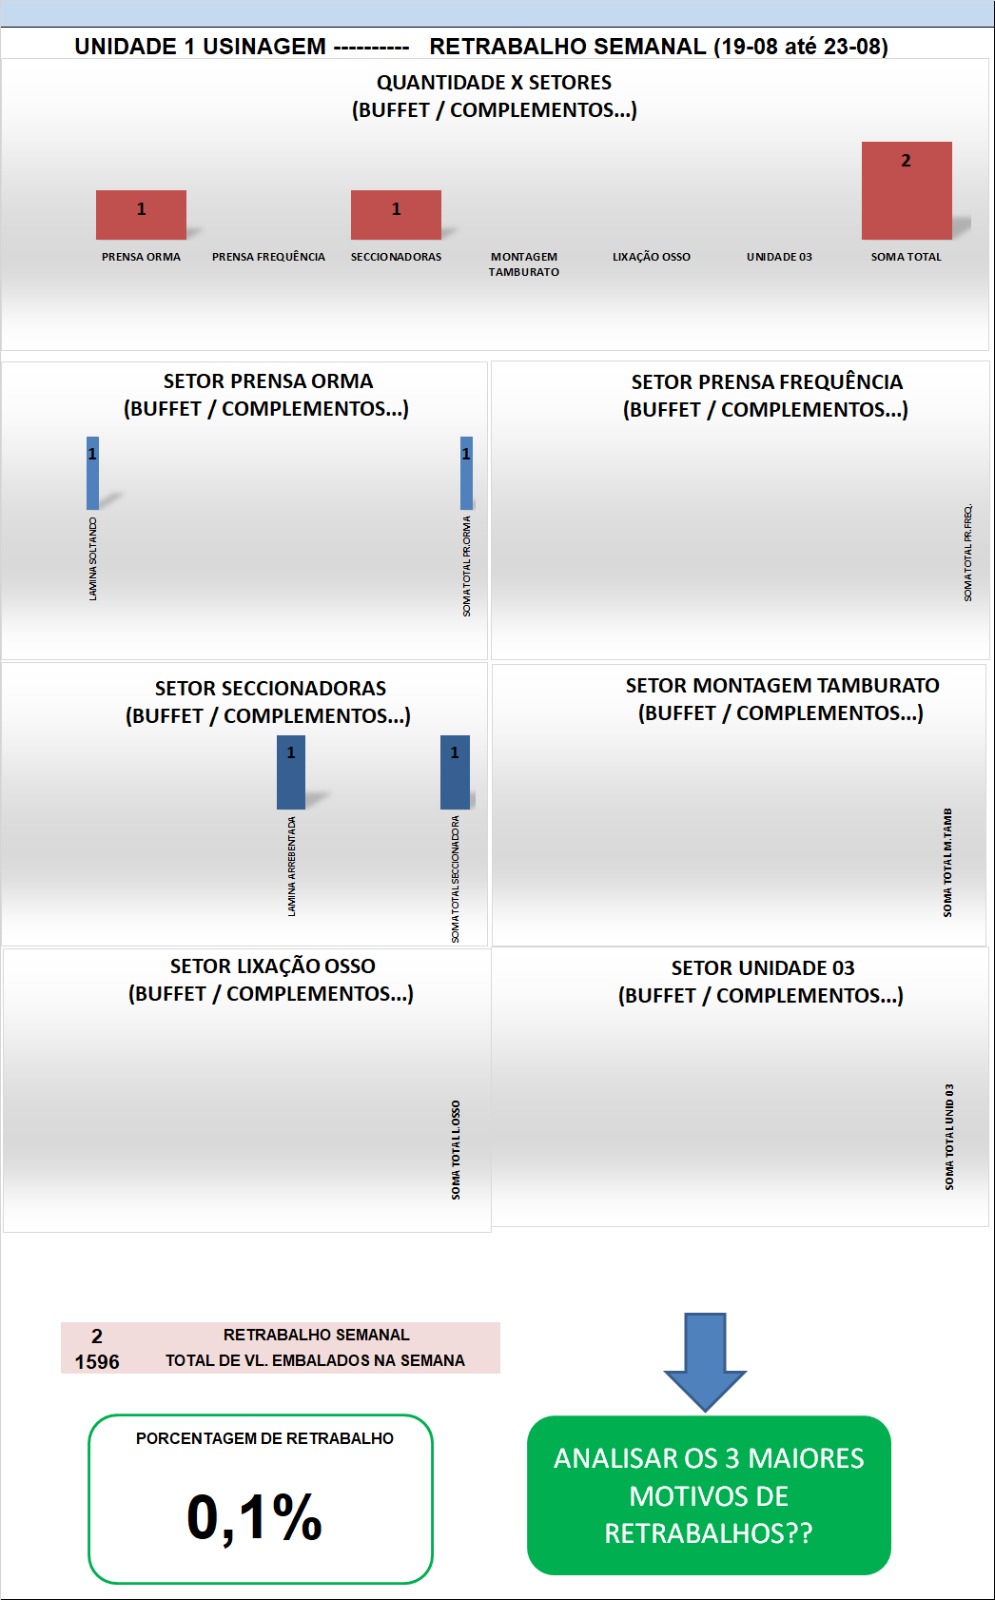 UNIDADE 1 USINAGEM ---------- RETRABALHO SEMANAL (19-08 até 23-08)
QUANTIDADE X SETORES
(BUFFET / COMPLEMENTOS...)
1
1
2
PRENSA ORMA
PRENSA FREQUÊNCIA
SECCIONADORAS
MONTAGEM
TAMBURATO
LIXAÇÃO OSSO
UNIDADE 03
SOMA TOTAL
SETOR PRENSA ORMA
(BUFFET / COMPLEMENTOS...)
1
1
LAMINA SOLTANDO
SOMA TOTAL PR.ORMA
SETOR PRENSA FREQUÊNCIA
(BUFFET / COMPLEMENTOS...)
SOMA TOTAL PR.FREQ.
SETOR SECCIONADORAS
(BUFFET / COMPLEMENTOS...)
1
1
LAMINA ARREBENTADA
SOMA TOTAL SECCIONADORA
SETOR MONTAGEM TAMBURATO
(BUFFET / COMPLEMENTOS...)
SOMA TOTAL M.TAMB
SETOR LIXAÇÃO OSSO
(BUFFET / COMPLEMENTOS...)
SOMA TOTAL L.OSSO
SETOR UNIDADE 03
(BUFFET / COMPLEMENTOS...)
SOMA TOTAL UNID 03
2 RETRABALHO SEMANAL
1596 TOTAL DE VL. EMBALADOS NA SEMANA
PORCENTAGEM DE RETRABALHO
0,1%
ANALISAR OS 3 MAIORES
MOTIVOS DE
RETRABALHOS??